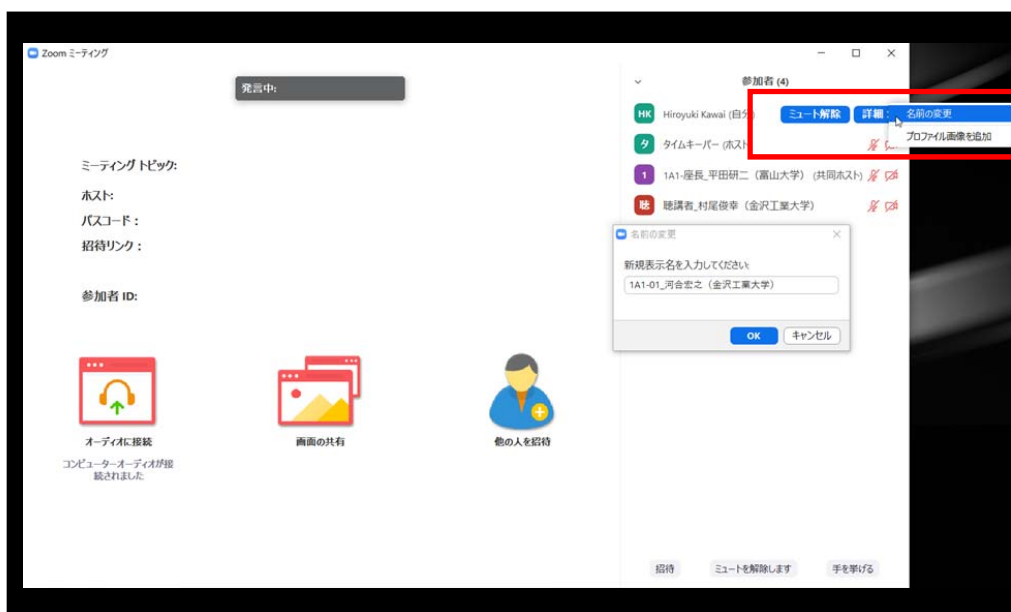 Zoom ミーティング
発言中:
ミーティング トピック:
ホスト:
パスコード :
招待リンク :
参加者 ID:
オーディオに接続
コンピューターオーディオが接
続されました
画面の共有
他の人を招待
参加者 (4)
HK Hiroyuki Kawai (自分) ミュート解除 詳細
名前の変更
プロファイル画像を追加
タ タイムキーパー (ホスト
1 1A1-座長_平田研二（富山大学） (共同ホスト)
聴 聴講者_村尾俊幸（金沢工業大学）
名前の変更
新規表示名を入力してください:
1A1-01_河合宏之（金沢工業大学）
OK キャンセル
招待 ミュートを解除します 手を挙げる